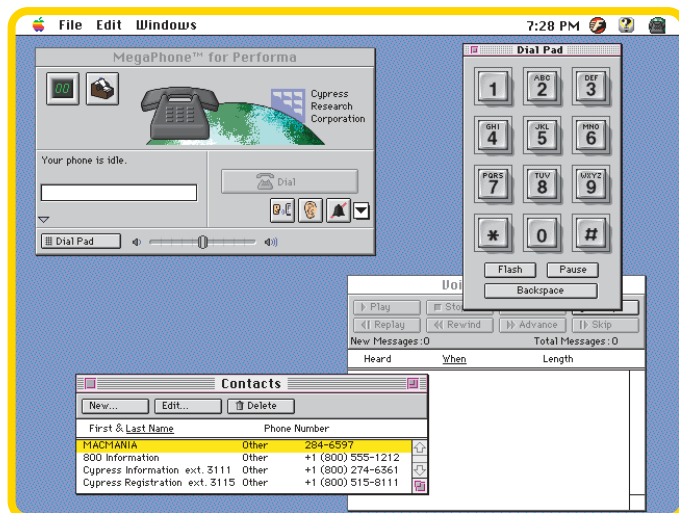 File Edit Windows 7:28 PM
MegaPhone™ for Performa
00
Cypress
Research
Corporation
Your phone is idle.
Dial
Dial Pad
Dial Pad
1
ABC 2
DEF 3
GHI 4
JKL 5
MNO 6
PQRS 7
TUV 8
WXYZ 9
*
0
#
Flash Pause
Backspace
Play
Replay Rewind Advance Skip
New Messages:0 Total Messages:0
Heard When Length
Contacts
New... Edit... Delete
First & Last Name Phone Number
MACMANIA Other 284-6597
800 Information Other +1 (800) 555-1212
Cypress Information ext. 3111 Other +1 (800) 274-6361
Cypress Registration ext. 3115 Other +1 (800) 515-8111